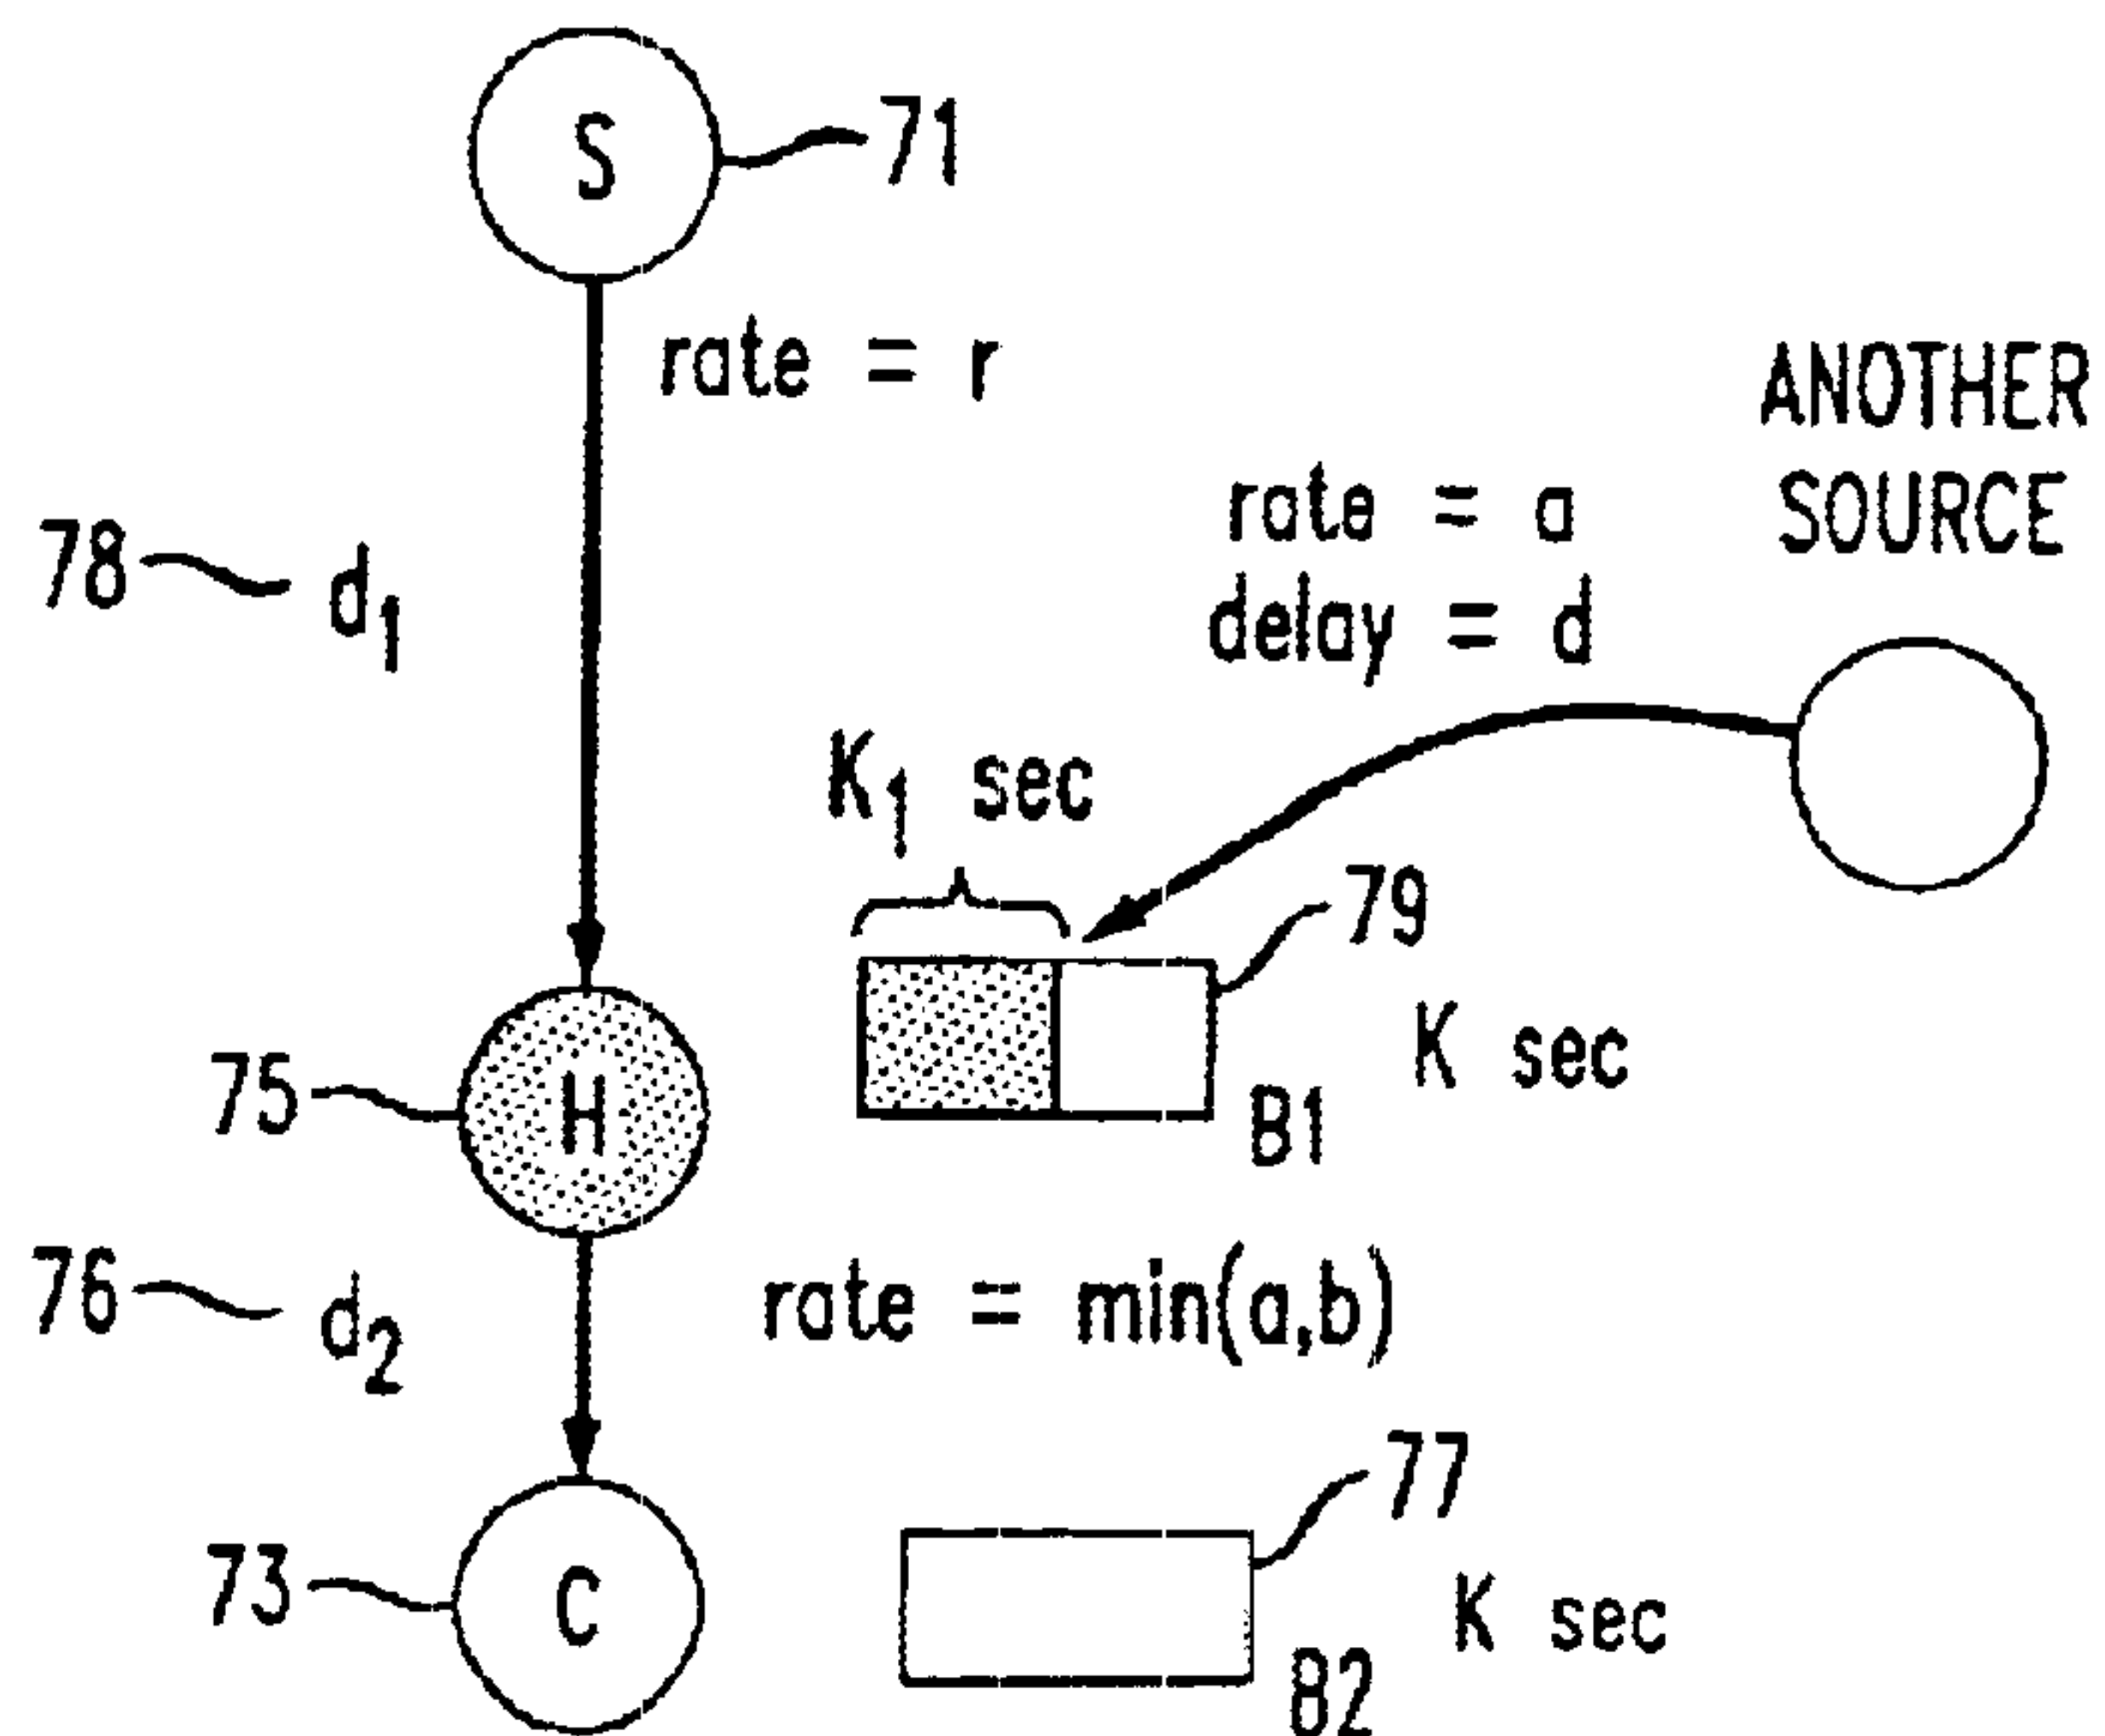 S
71
rate = r
ANOTHER
SOURCE
rate = a
delay = d
78
d1
K1 sec
79
K sec
75
H
81
76
d2
rate = min(a,b)
77
73
C
K sec
82